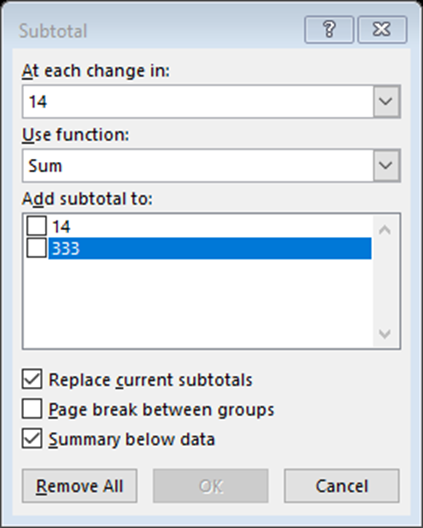 Subtotal
?
At each change in:
14
Use function:
Sum
Add subtotal to:
14
333
Replace current subtotals
Page break between groups
Summary below data
Remove All OK Cancel